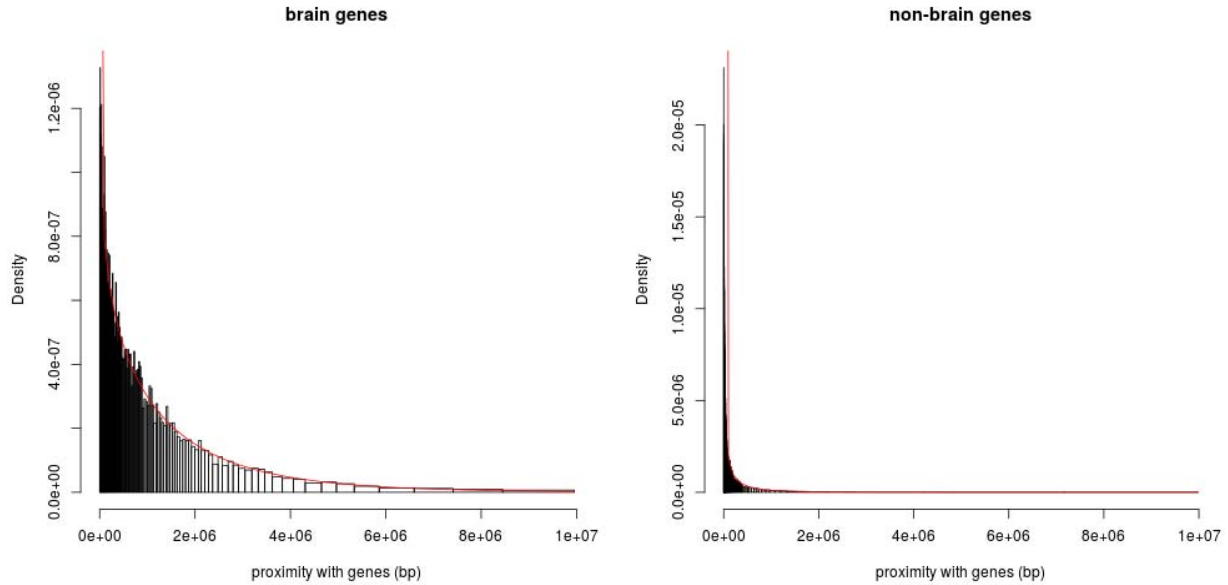 brain genes
Density
1.2e-06
8.0e-07
4.0e-07
0.0e+00
0e+00 2e+06 4e+06 6e+06 8e+06 1e+07
proximity with genes (bp)
non-brain genes
Density
2.0e-05
1.5e-05
1.0e-05
5.0e-06
0.0e+00
0e+00 2e+06 4e+06 6e+06 8e+06 1e+07
proximity with genes (bp)